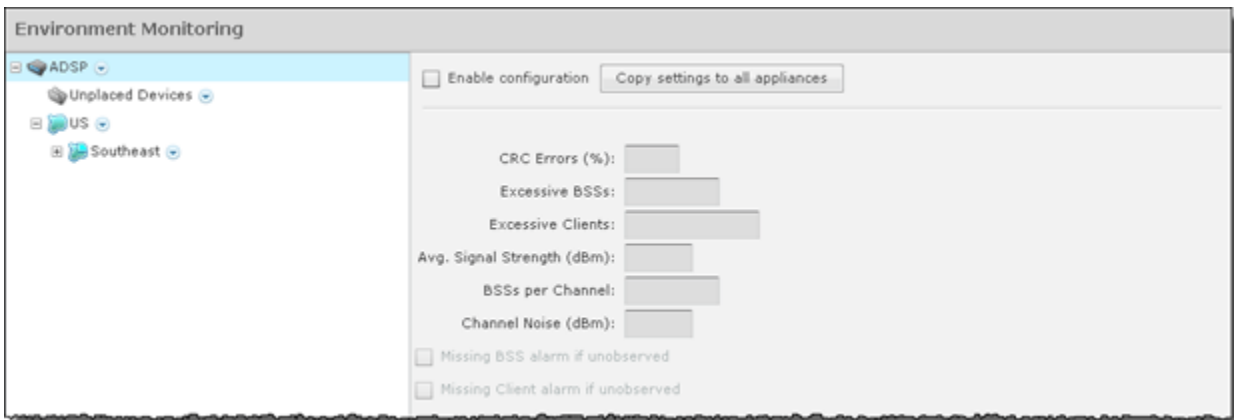 Environment Monitoring
ADSP
Unplaced Devices
US
Southeast
Enable configuration Copy settings to all appliances
CRC Errors (%):
Excessive BSSs:
Excessive Clients:
Avg. Signal Strength (dBm):
BSSs per Channel:
Channel Noise (dBm):
Missing BSS alarm if unobserved
Missing Client alarm if unobserved